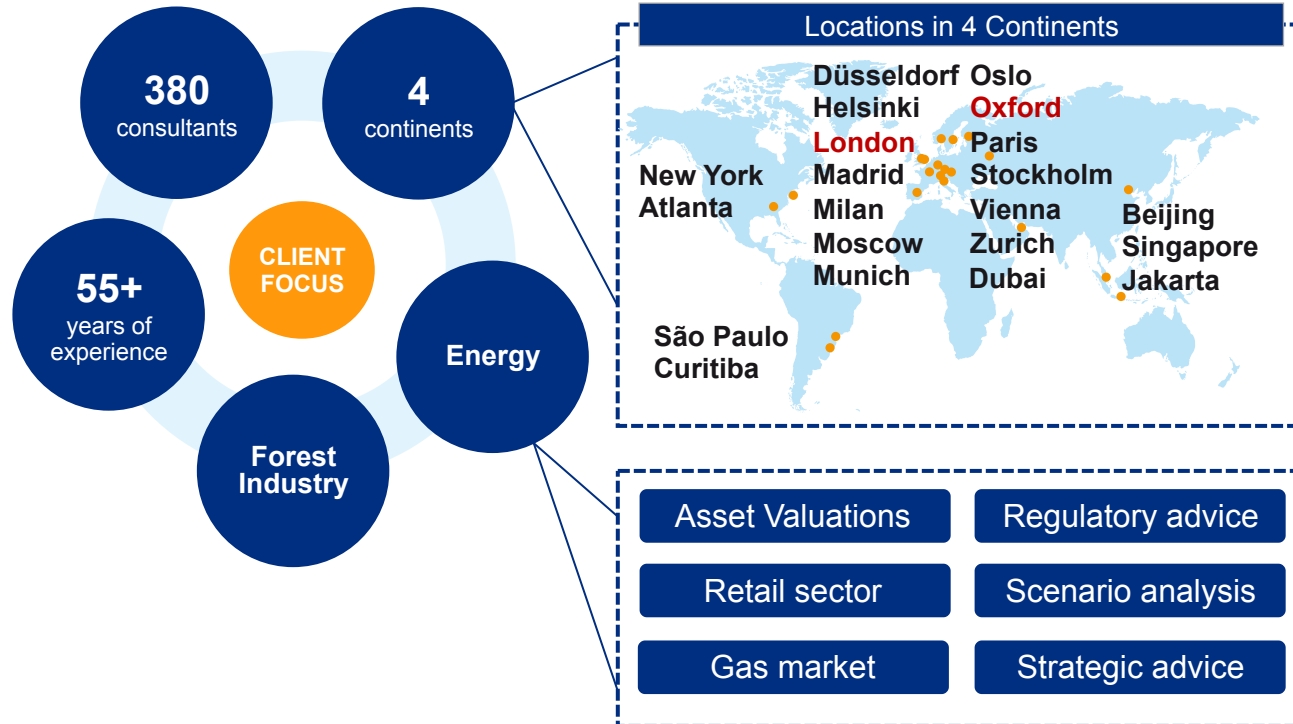 380
consultants
4
continents
55+
years of
experience
CLIENT
FOCUS
Energy
Forest
Industry
Locations in 4 Continents
New York
Atlanta
São Paulo
Curitiba
Düsseldorf
Helsinki
London
Madrid
Milan
Moscow
Munich
Oslo
Oxford
Paris
Stockholm
Vienna
Zurich
Dubai
Beijing
Singapore
Jakarta
Asset Valuations
Regulatory advice
Retail sector
Scenario analysis
Gas market
Strategic advice